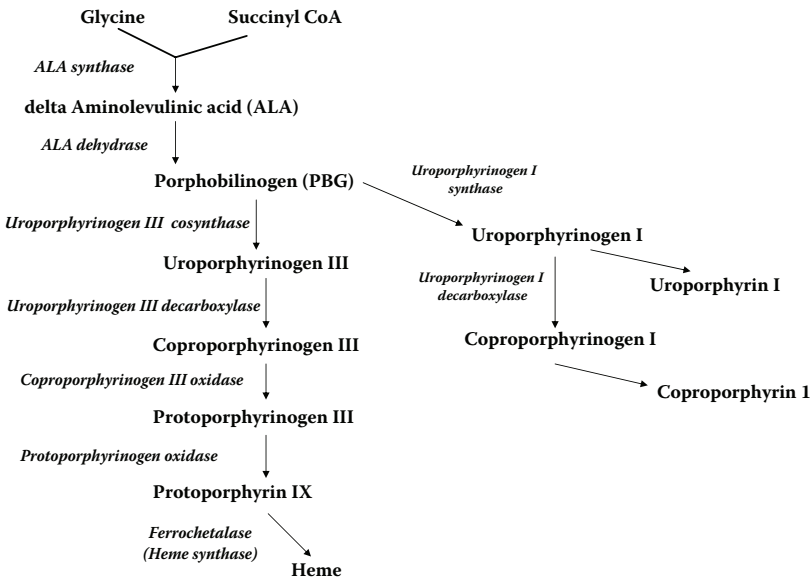 Glycine
Succinyl CoA
ALA synthase
delta Aminolevulinic acid (ALA)
ALA dehydrase
Porphobilinogen (PBG)
Uroporphyrinogen I
synthase
Uroporphyrinogen III cosynthase
Uroporphyrinogen I
Uroporphyrinogen III
Uroporphyrinogen I
decarboxylase
Uroporphyrin I
Uroporphyrinogen III decarboxylase
Coproporphyrinogen III
Coproporphyrinogen I
Coproporphyrinogen III oxidase
Coproporphyrin 1
Protoporphyrinogen III
Protoporphyrinogen oxidase
Protoporphyrin IX
Ferrochetalase
(Heme synthase)
Heme